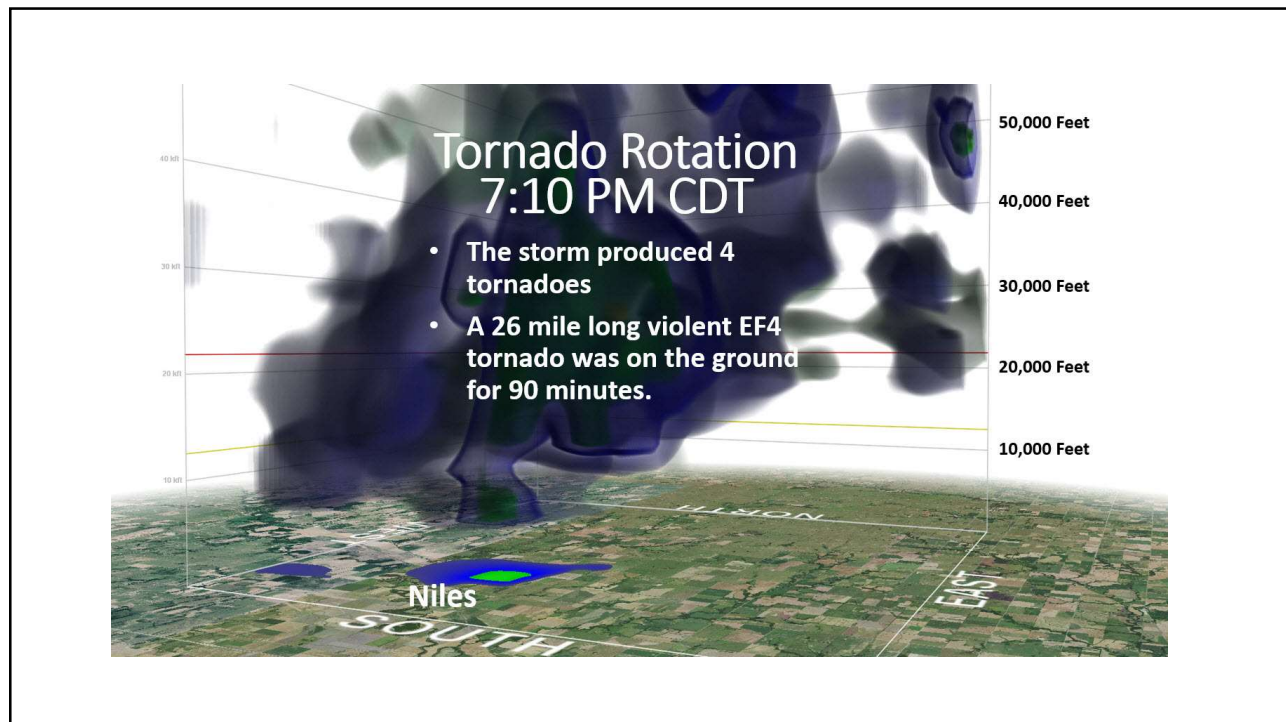 Tornado Rotation
7:10 PM CDT
• The storm produced 4
tornadoes
• A 26 mile long violent EF4
tornado was on the ground
for 90 minutes.
50,000 Feet
40,000 Feet
30,000 Feet
20,000 Feet
10,000 Feet
40 kft
30 kft
20 kft
10 kft
NORTH
EAST
Niles
SOUTH